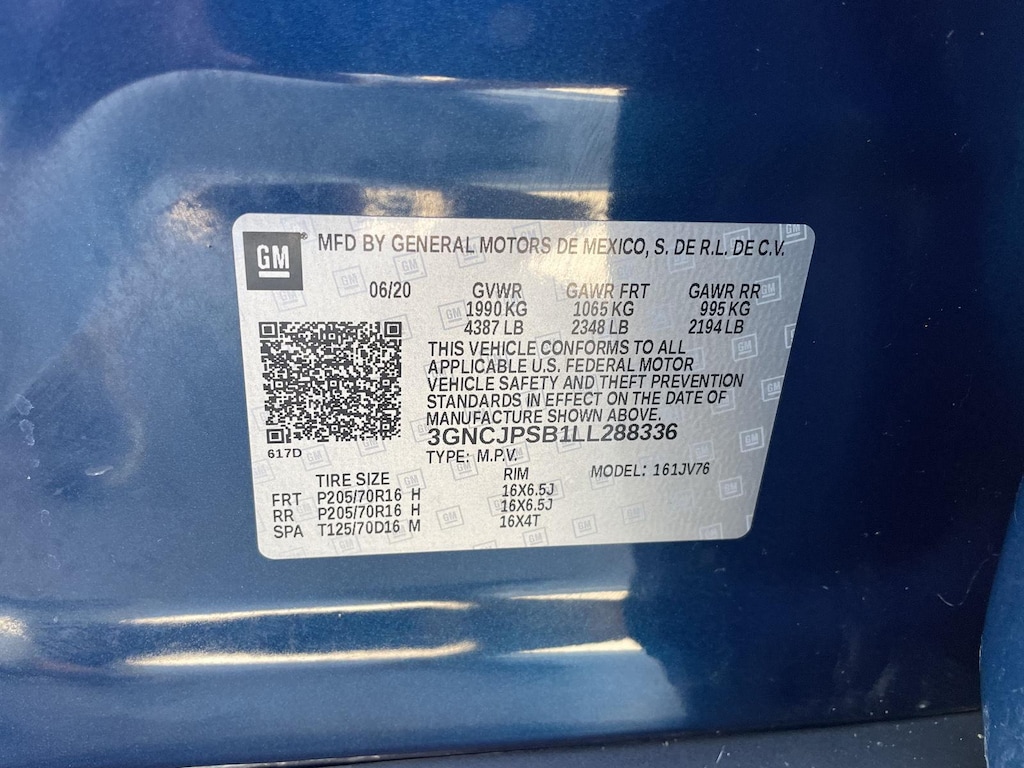 GM® MFD BY GENERAL MOTORS DE MEXICO, S. DE R.L. DE C.V.
06/20 GVWR GAWR FRT GAWR RR
1990 KG 1065 KG 995 KG
4387 LB 2348 LB 2194 LB
THIS VEHICLE CONFORMS TO ALL
APPLICABLE U.S. FEDERAL MOTOR
VEHICLE SAFETY AND THEFT PREVENTION
STANDARDS IN EFFECT ON THE DATE OF
MANUFACTURE SHOWN ABOVE.
3GNCJPSB1LL288336
617D
TYPE: M.P.V. MODEL: 161JV76
TIRE SIZE RIM
FRT P205/70R16 H 16X6.5J
RR P205/70R16 H 16X6.5J
SPA T125/70D16 M 16X4T